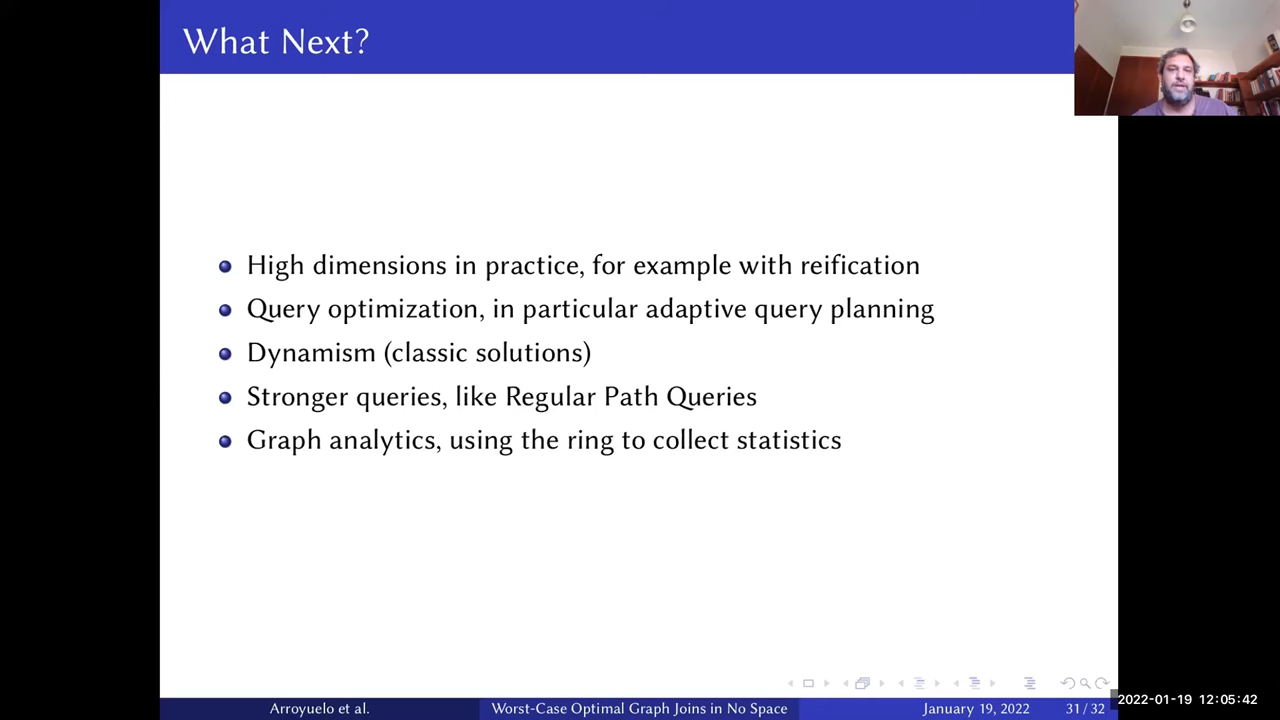 What Next?
High dimensions in practice, for example with reification
Query optimization, in particular adaptive query planning
Dynamism (classic solutions)
Stronger queries, like Regular Path Queries
Graph analytics, using the ring to collect statistics
Arroyuelo et al. Worst-Case Optimal Graph Joins in No Space January 19, 2022 31 / 32
2022-01-19 12:05:42